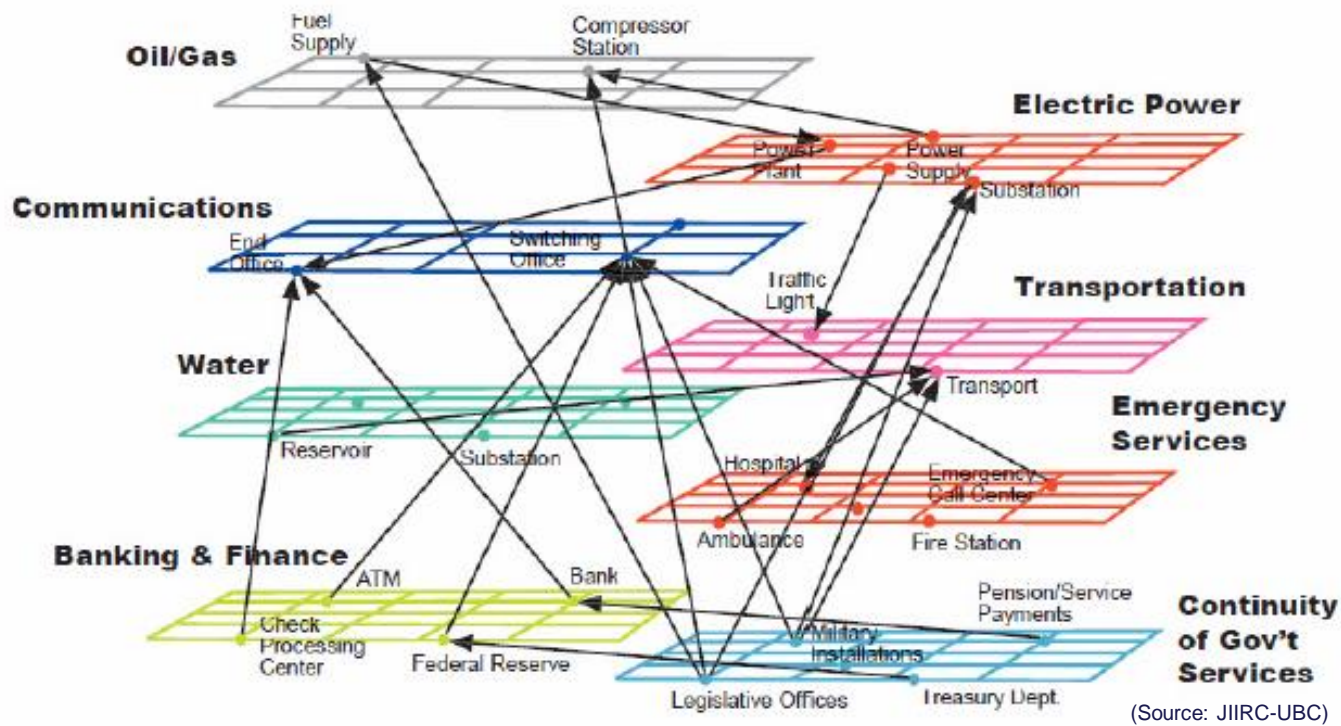 Fuel
Supply
Compressor
Station
Oil/Gas
Electric Power
Power
Plant
Power
Supply
Substation
Communications
End
Office
Switching
Office
Traffic
Light
Transportation
Water
Transport
Reservoir
Substation
Emergency
Services
Hospital
Emergency
Call Center
Ambulance
Fire Station
Banking & Finance
ATM
Bank
Pension/Service
Payments
Continuity
of Gov't
Services
Check
Processing
Center
Federal Reserve
Military
Installations
Legislative Offices
Treasury Dept.
(Source: JIIRC-UBC)